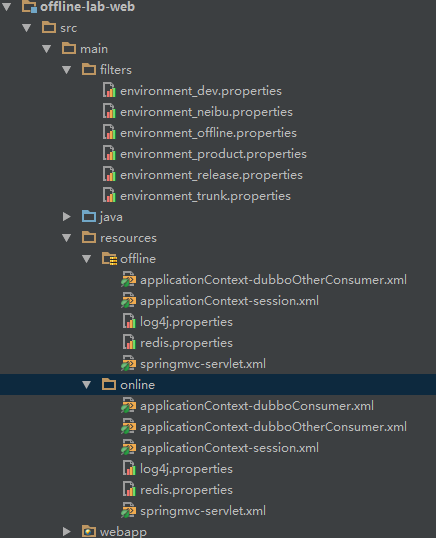 offline-lab-web
src
main
filters
environment_dev.properties
environment_neibu.properties
environment_offline.properties
environment_product.properties
environment_release.properties
environment_trunk.properties
java
resources
offline
applicationContext-dubboOtherConsumer.xml
applicationContext-session.xml
log4j.properties
redis.properties
springmvc-servlet.xml
online
applicationContext-dubboConsumer.xml
applicationContext-dubboOtherConsumer.xml
applicationContext-session.xml
log4j.properties
redis.properties
springmvc-servlet.xml
webapp